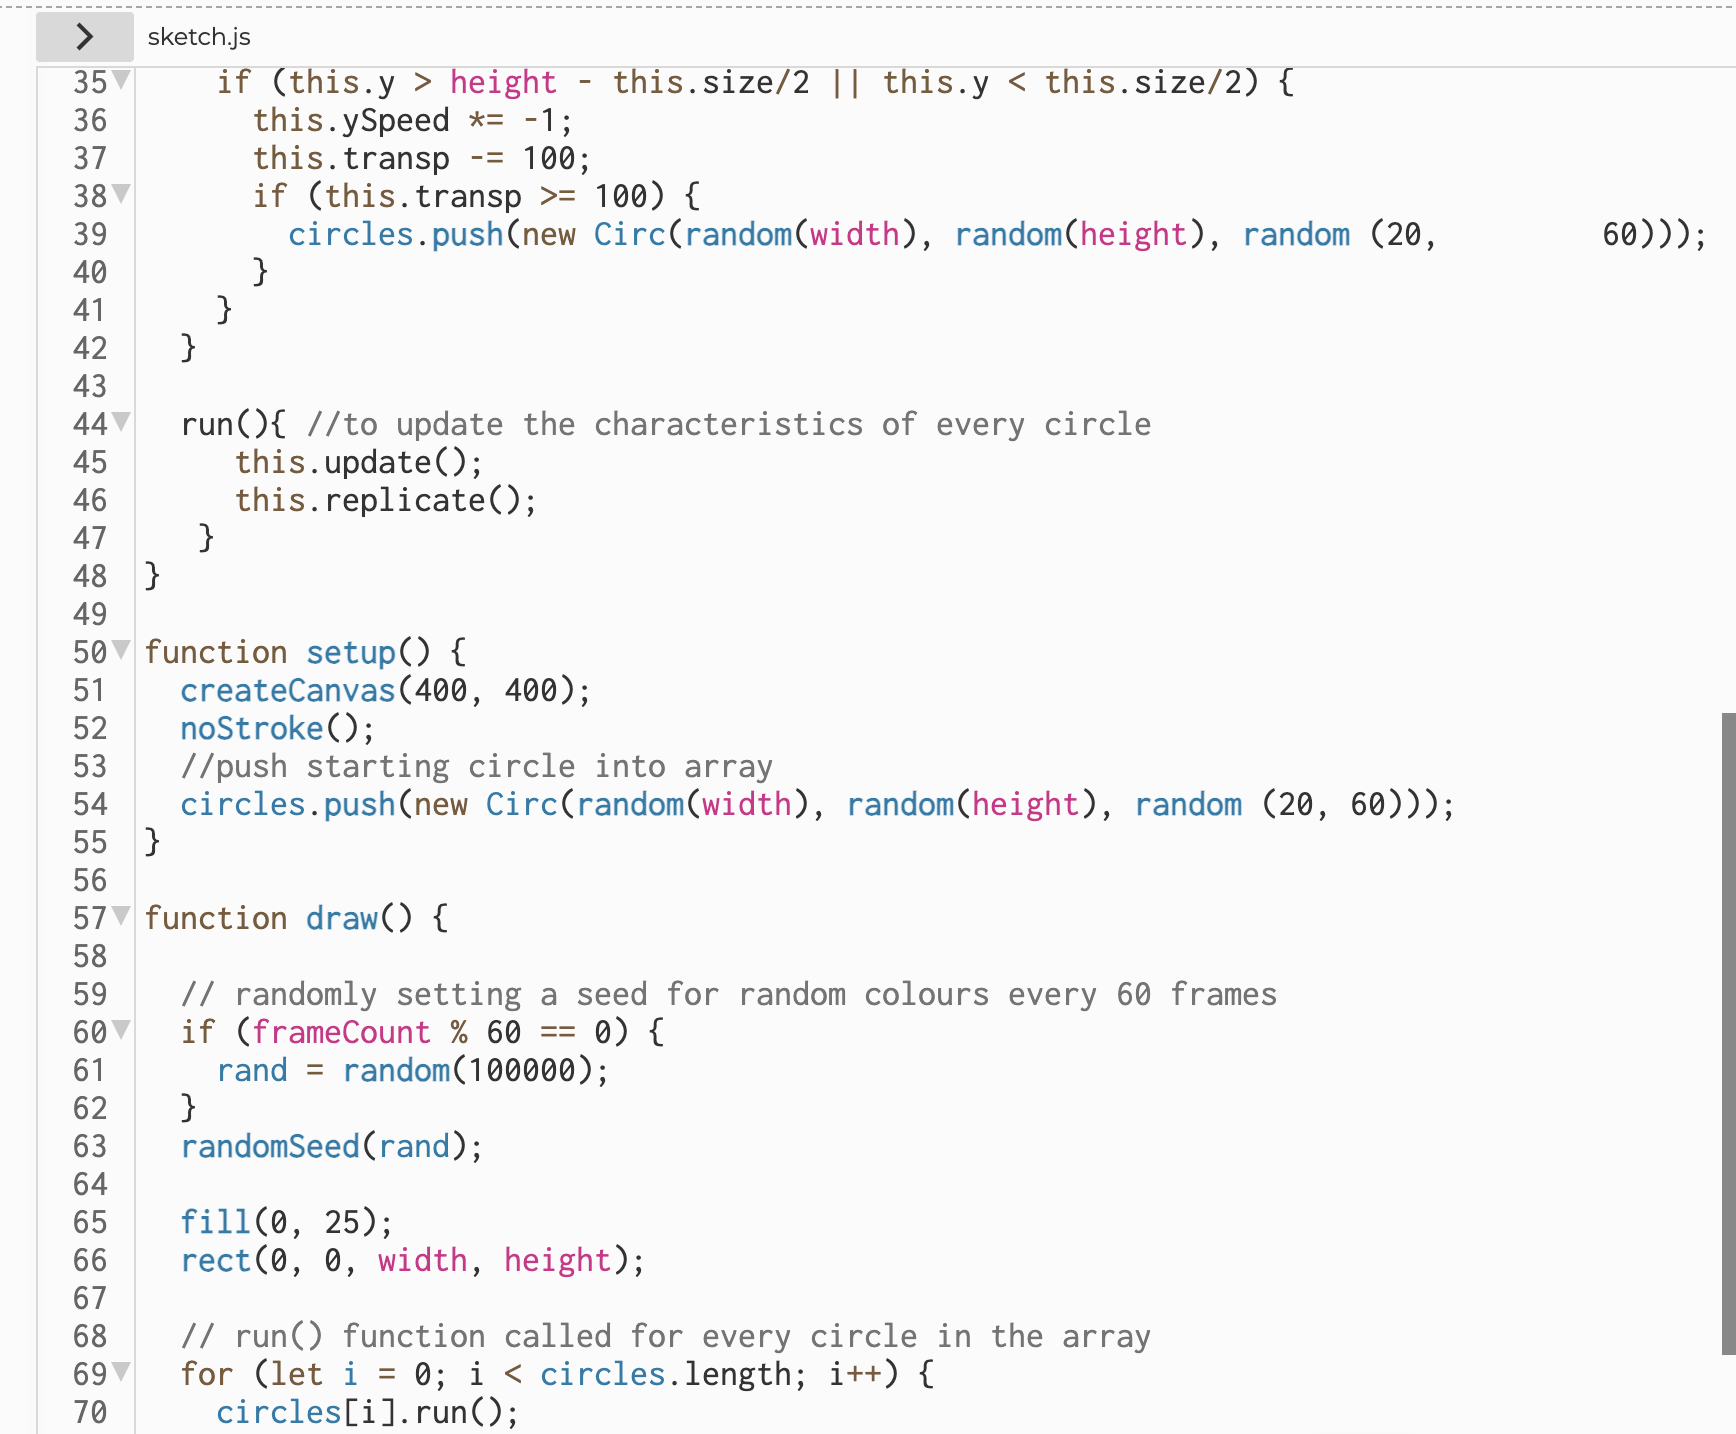 sketch.js
35 if (this.y > height - this.size/2 || this.y < this.size/2) {
36 this.ySpeed *= -1;
37 this.transp -= 100;
38 if (this.transp >= 100) {
39 circles.push(new Circ(random(width), random(height), random (20,         60)));
40 }
41 }
42 }
43
44 run(){ //to update the characteristics of every circle
45 this.update();
46 this.replicate();
47 }
48 }
49
50 function setup() {
51 createCanvas(400, 400);
52 noStroke();
53 //push starting circle into array
54 circles.push(new Circ(random(width), random(height), random (20, 60)));
55 }
56
57 function draw() {
58
59 // randomly setting a seed for random colours every 60 frames
60 if (frameCount % 60 == 0) {
61 rand = random(100000);
62 }
63 randomSeed(rand);
64
65 fill(0, 25);
66 rect(0, 0, width, height);
67
68 // run() function called for every circle in the array
69 for (let i = 0; i < circles.length; i++) {
70 circles[i].run();